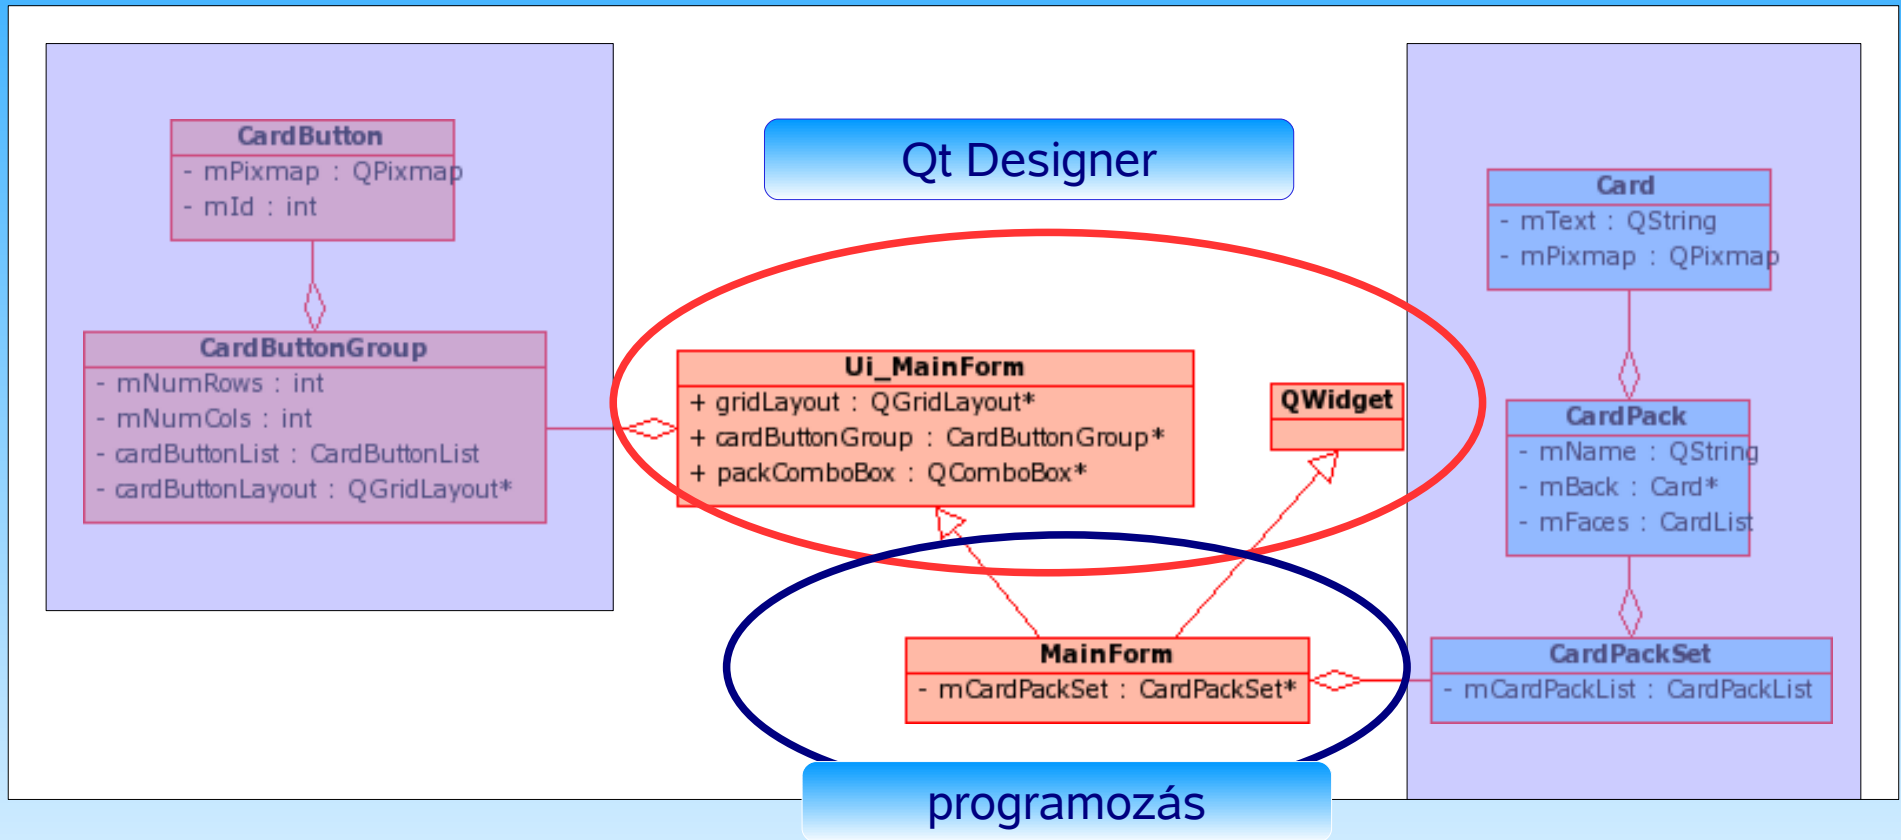 CardButton
- mPixmap : QPixmap
- mId : int
CardButtonGroup
- mNumRows : int
- mNumCols : int
- cardButtonList : CardButtonList
- cardButtonLayout : QGridLayout*
Qt Designer
Ui_MainForm
+ gridLayout : QGridLayout*
+ cardButtonGroup : CardButtonGroup*
+ packComboBox : QComboBox*
QWidget
MainForm
- mCardPackSet : CardPackSet*
programozás
Card
- mText : QString
- mPixmap : QPixmap
CardPack
- mName : QString
- mBack : Card*
- mFaces : CardList
CardPackSet
- mCardPackList : CardPackList